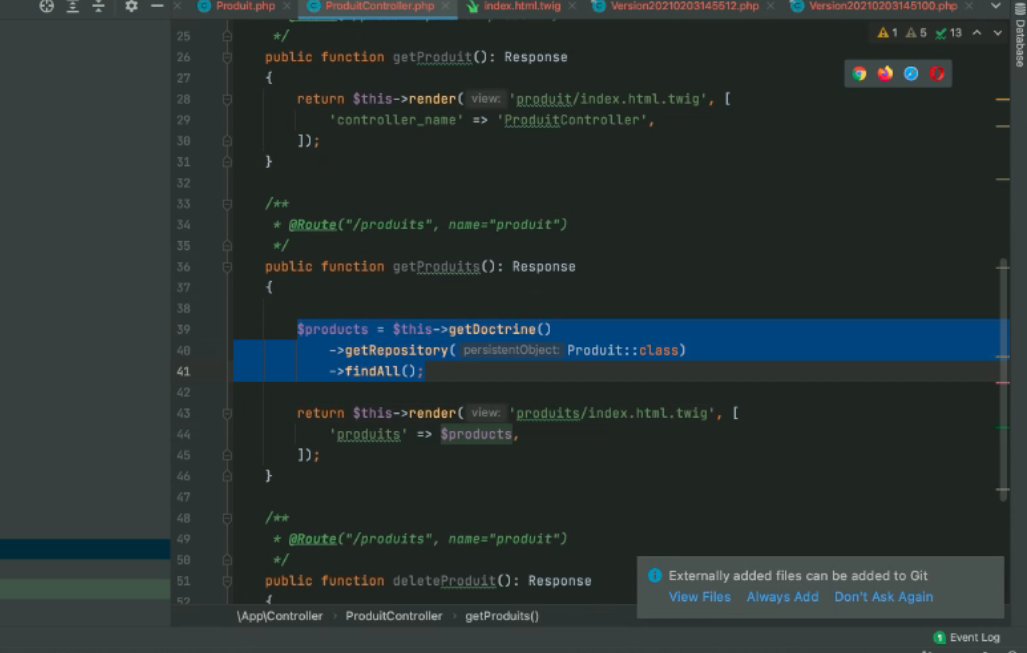 Produit.php ProduitController.php index.html.twig Version20210203145512.php Version20210203145100.php
Database
1 5 13
25 */
26 public function getProduit(): Response
27 {
28 return $this->render( view: 'produit/index.html.twig', [
29 'controller_name' => 'ProduitController',
30 ]);
31 }
32
33 /**
34 * @Route("/produits", name="produit")
35 */
36 public function getProduits(): Response
37 {
38
39 $products = $this->getDoctrine()
40 ->getRepository( persistentObject: Produit::class)
41 ->findAll();
42
43 return $this->render( view: 'produits/index.html.twig', [
44 'produits' => $products,
45 ]);
46 }
47
48 /**
49 * @Route("/produits", name="produit")
50 */
51 public function deleteProduit(): Response
52 {
Externally added files can be added to Git
View Files Always Add Don't Ask Again
\App\Controller ProduitController getProduits()
1 Event Log